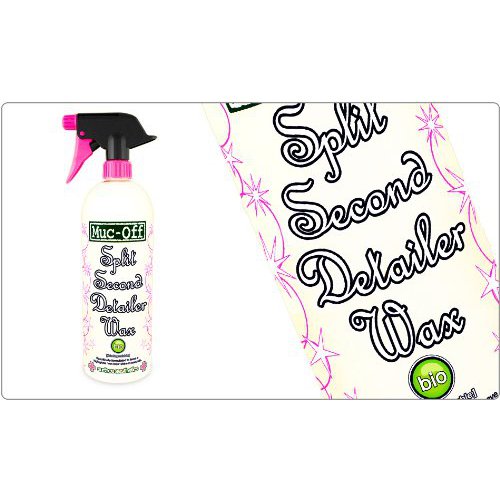 Muc-Off
Split
Second
Detailer
Wax
bio
Split
Second
Detailer
Wax
bio